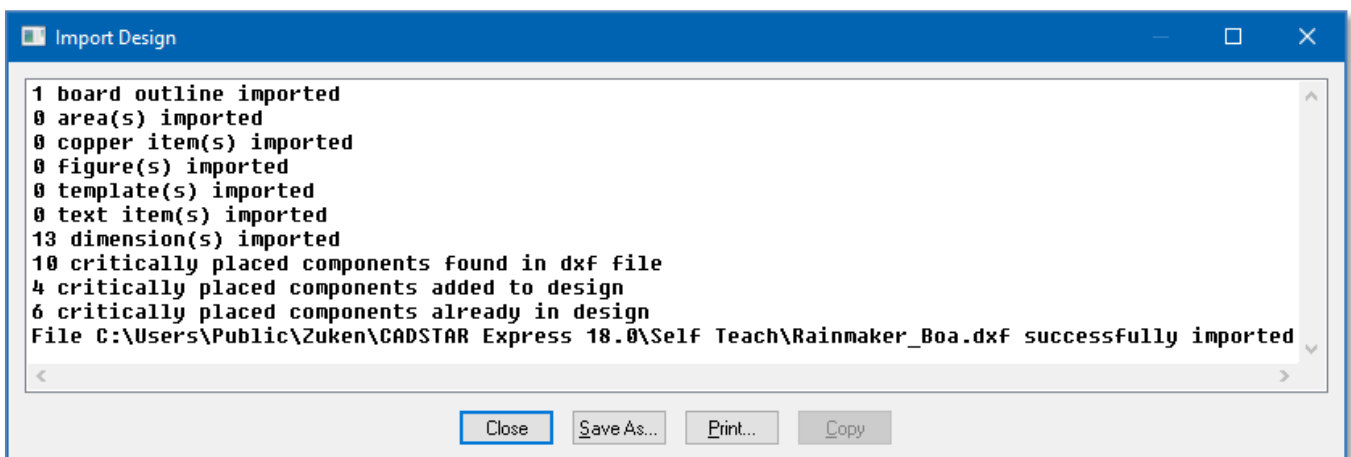 Import Design
1 board outline imported
0 area(s) imported
0 copper item(s) imported
0 figure(s) imported
0 template(s) imported
0 text item(s) imported
13 dimension(s) imported
10 critically placed components found in dxf file
4 critically placed components added to design
6 critically placed components already in design
File C:\Users\Public\Zuken\CADSTAR Express 18.0\Self Teach\Rainmaker_Boa.dxf successfully imported
Close Save As... Print... Copy